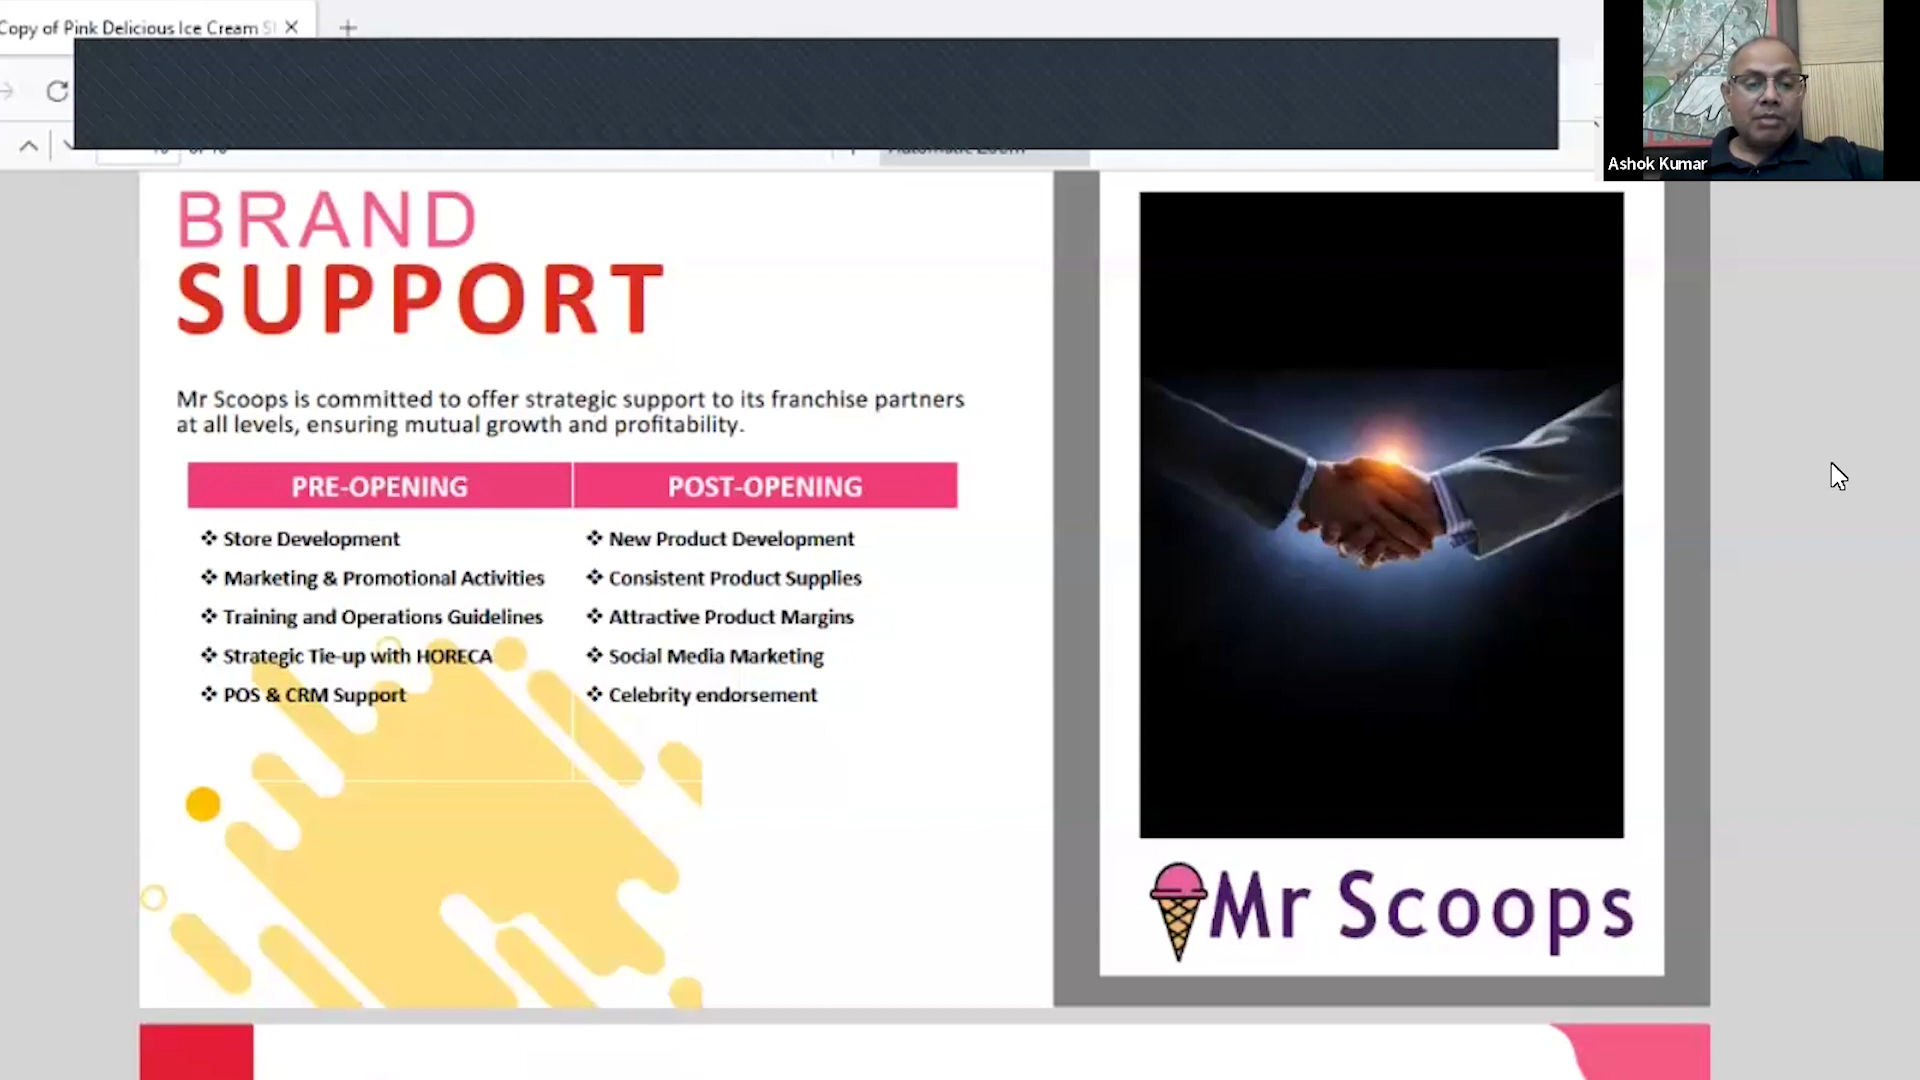 Copy of Pink Delicious Ice Cream
Ashok Kumar
BRAND
SUPPORT
Mr Scoops is committed to offer strategic support to its franchise partners
at all levels, ensuring mutual growth and profitability.
PRE-OPENING
❖ Store Development
❖ Marketing & Promotional Activities
❖ Training and Operations Guidelines
❖ Strategic Tie-up with HORECA
❖ POS & CRM Support
POST-OPENING
❖ New Product Development
❖ Consistent Product Supplies
❖ Attractive Product Margins
❖ Social Media Marketing
❖ Celebrity endorsement
Mr Scoops